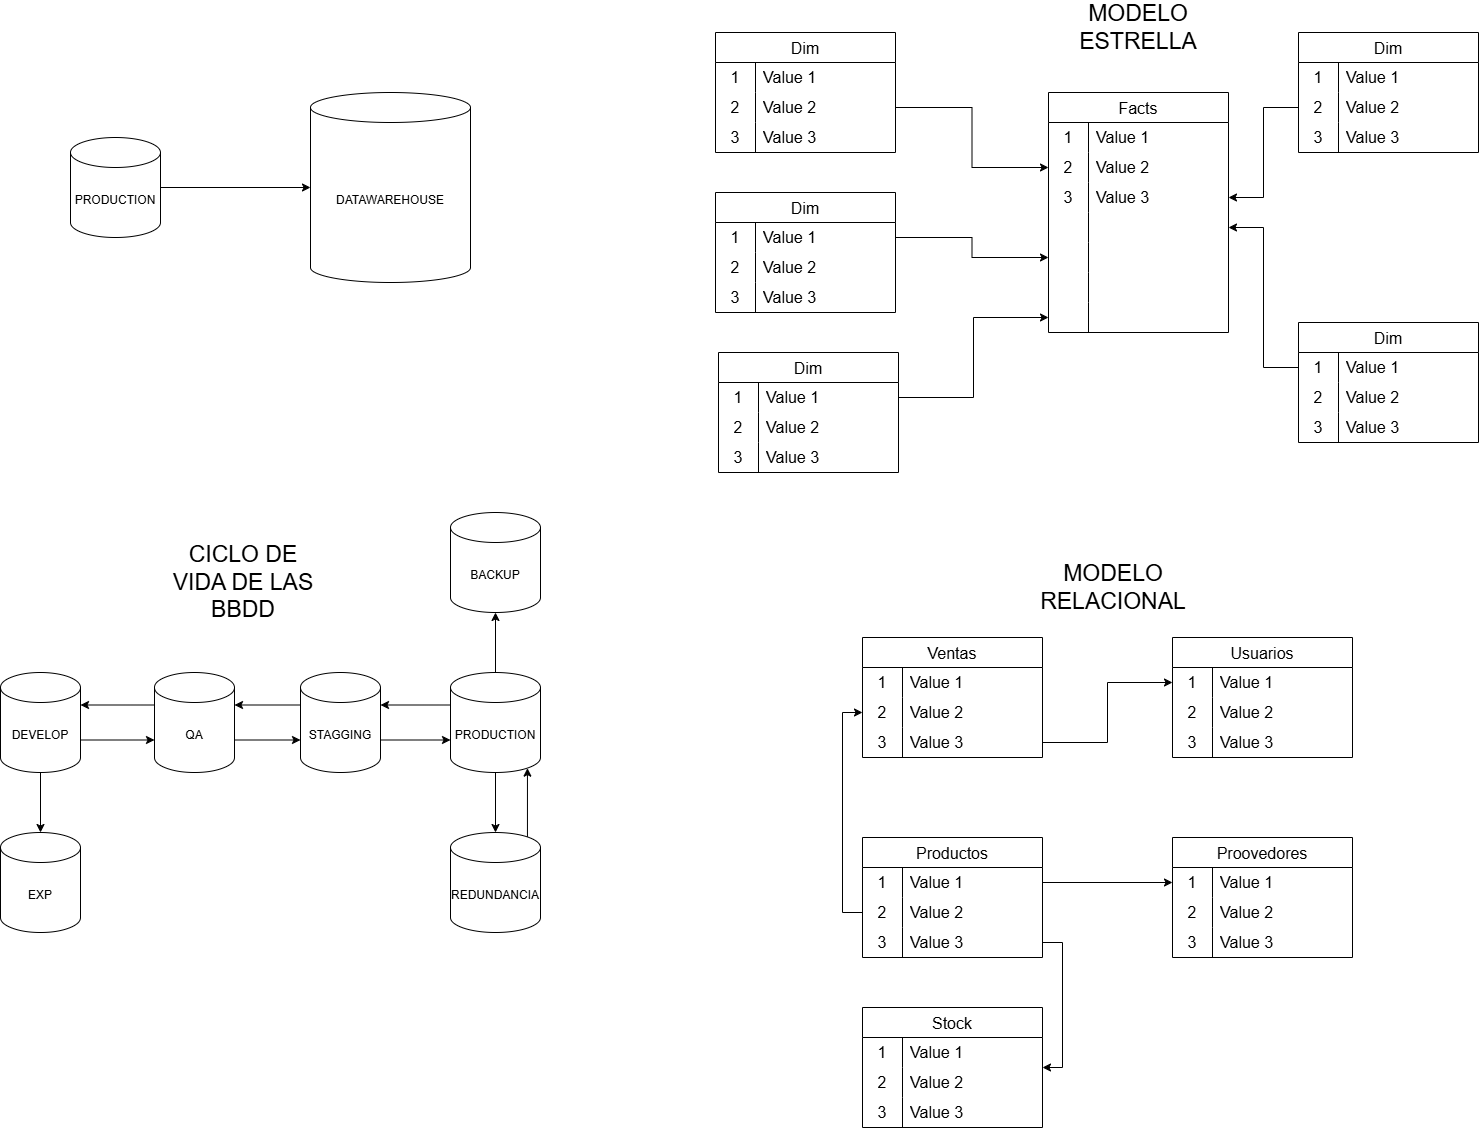 PRODUCTION
DATAWAREHOUSE
MODELO
ESTRELLA
Dim
1 Value 1
2 Value 2
3 Value 3
Dim
1 Value 1
2 Value 2
3 Value 3
Dim
1 Value 1
2 Value 2
3 Value 3
Facts
1 Value 1
2 Value 2
3 Value 3
Dim
1 Value 1
2 Value 2
3 Value 3
Dim
1 Value 1
2 Value 2
3 Value 3
CICLO DE
VIDA DE LAS
BBDD
BACKUP
DEVELOP
QA
STAGGING
PRODUCTION
EXP
REDUNDANCIA
MODELO
RELACIONAL
Ventas
1 Value 1
2 Value 2
3 Value 3
Usuarios
1 Value 1
2 Value 2
3 Value 3
Productos
1 Value 1
2 Value 2
3 Value 3
Proovedores
1 Value 1
2 Value 2
3 Value 3
Stock
1 Value 1
2 Value 2
3 Value 3